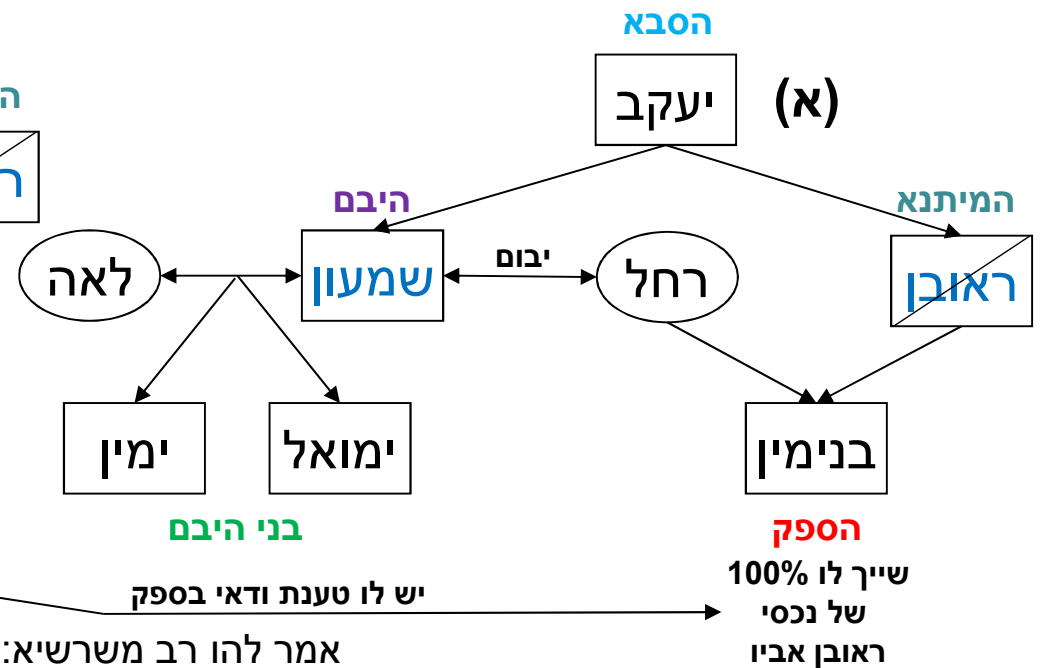 הסבא
יעקב
(א)
היבם
המיתנא
לאה
שמעון
יבום
רחל
ראובן
ימין
ימואל
בנימין
בני היבם
הספק
שייך לו 100%
של נכסי
ראובן אביו
יש לו טענת ודאי בספק
אמר להו רב משרשיא: